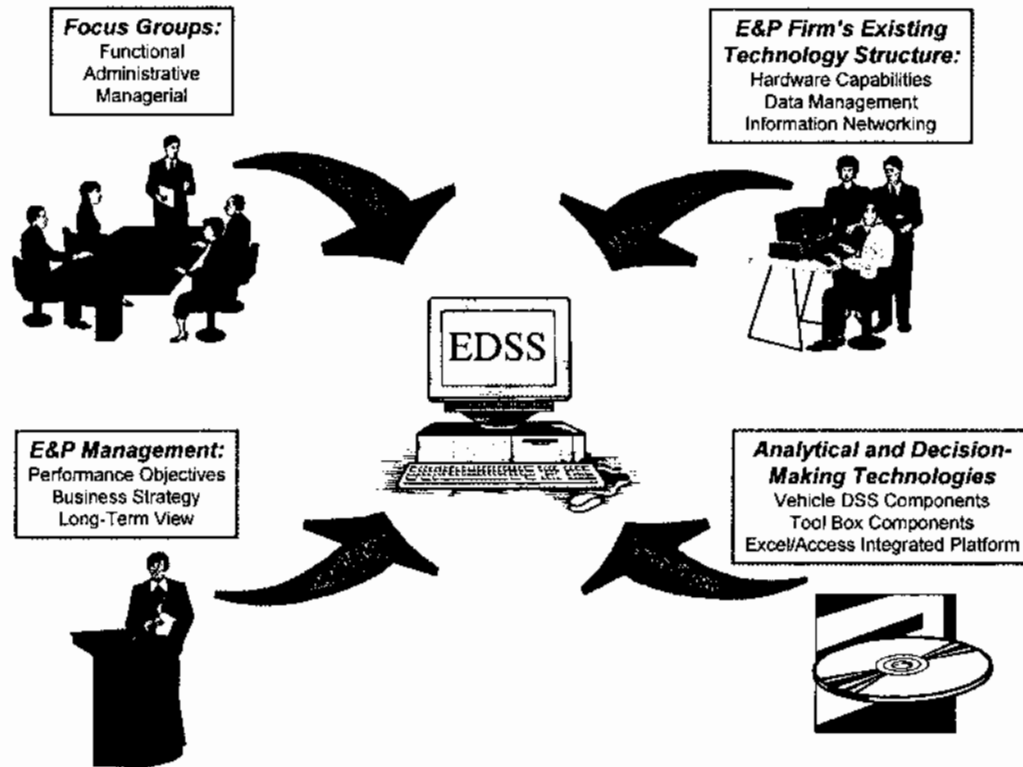 Focus Groups:
Functional
Administrative
Managerial
E&P Firm's Existing
Technology Structure:
Hardware Capabilities
Data Management
Information Networking
EDSS
E&P Management:
Performance Objectives
Business Strategy
Long-Term View
Analytical and Decision-
Making Technologies
Vehicle DSS Components
Tool Box Components
Excel/Access Integrated Platform